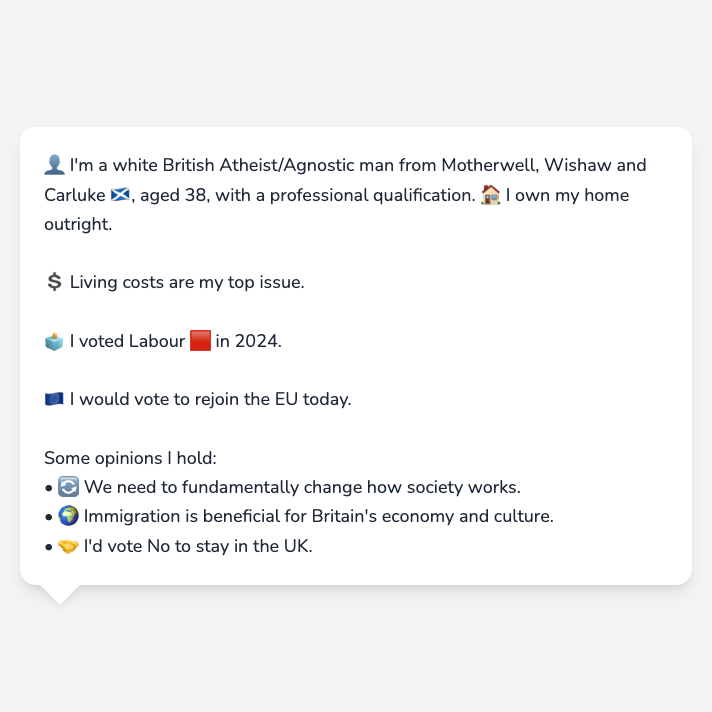 👤 I'm a white British Atheist/Agnostic man from Motherwell, Wishaw and
Carluke 🏴󠁧󠁢󠁳󠁣󠁴󠁿, aged 38, with a professional qualification. 🏠 I own my home
outright.
💲 Living costs are my top issue.
🗳️ I voted Labour 🟥 in 2024.
🇪🇺 I would vote to rejoin the EU today.
Some opinions I hold:
• 🔄 We need to fundamentally change how society works.
• 🌍 Immigration is beneficial for Britain's economy and culture.
• 🤝 I'd vote No to stay in the UK.